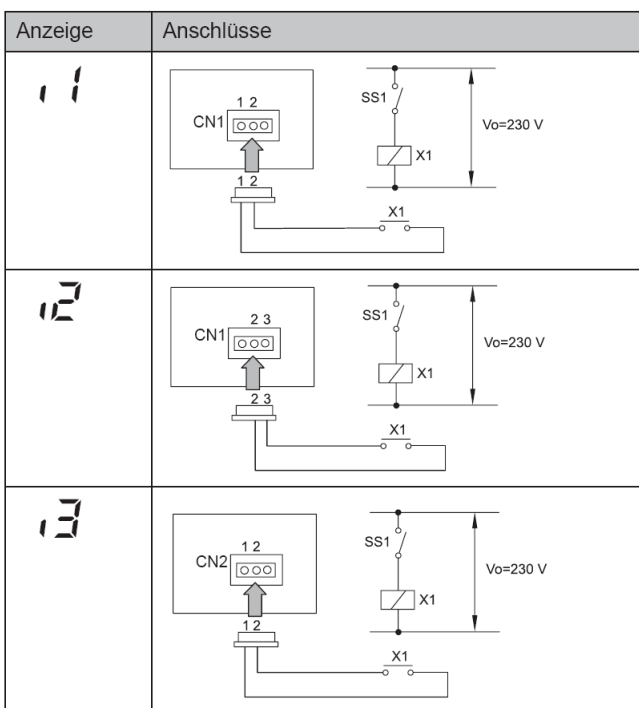 Anzeige Anschlüsse
i1
1 2
CN1
1 2
X1
SS1
X1
Vo=230 V
i2
2 3
CN1
2 3
X1
SS1
X1
Vo=230 V
i3
1 2
CN2
1 2
X1
SS1
X1
Vo=230 V